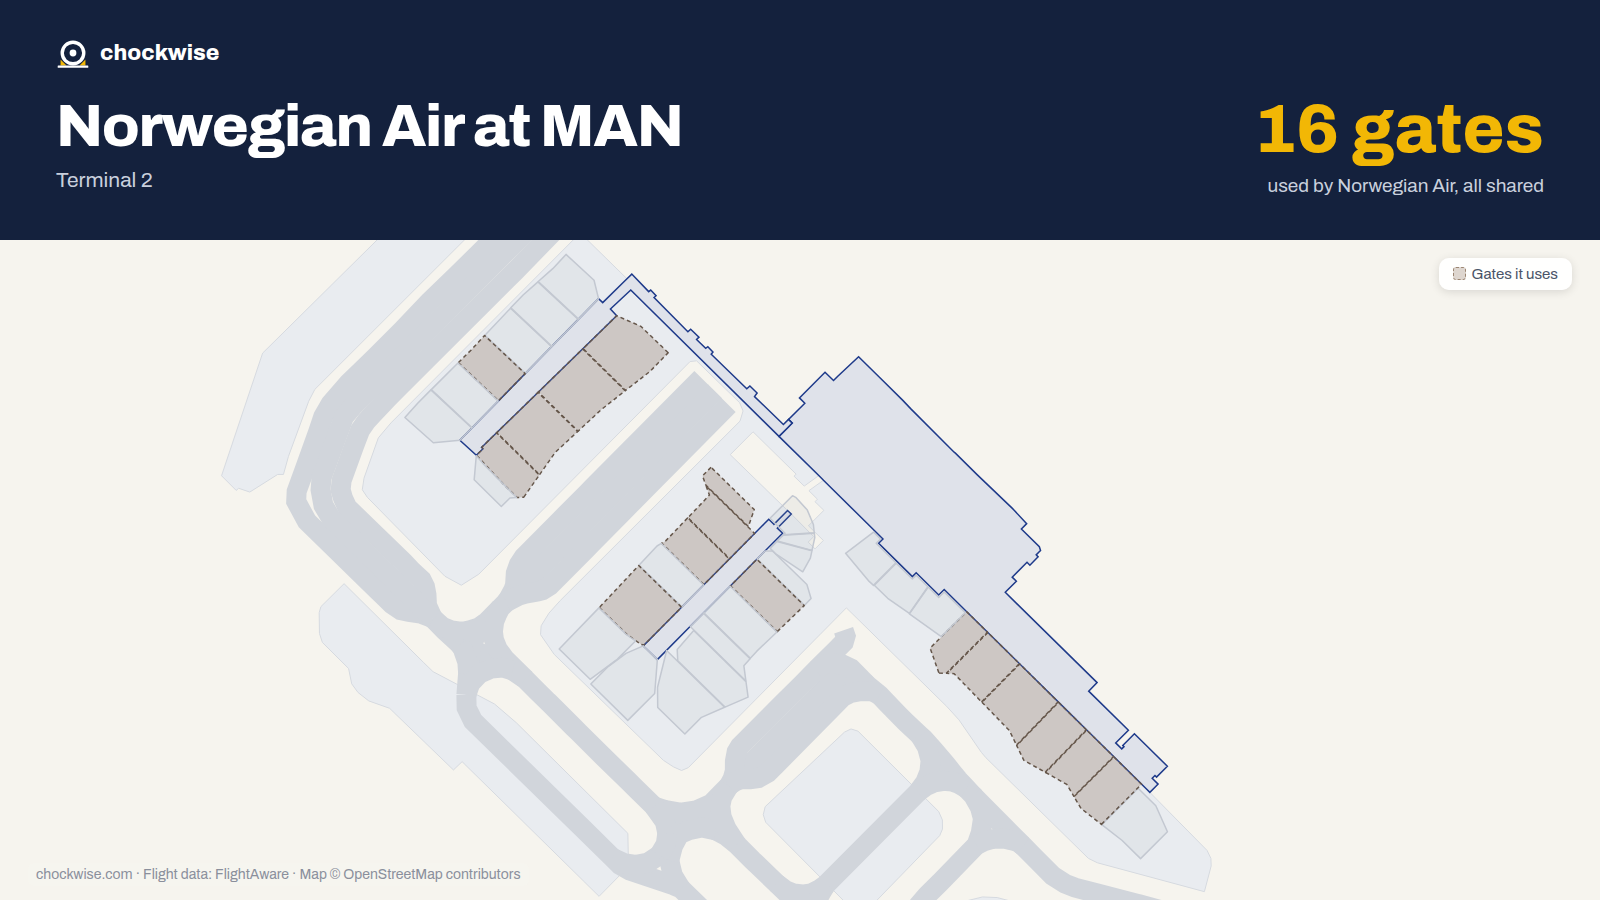 chockwise
Norwegian Air at MAN
Terminal 2
16 gates
used by Norwegian Air, all shared
Gates it uses
chockwise.com · Flight data: FlightAware · Map © OpenStreetMap contributors